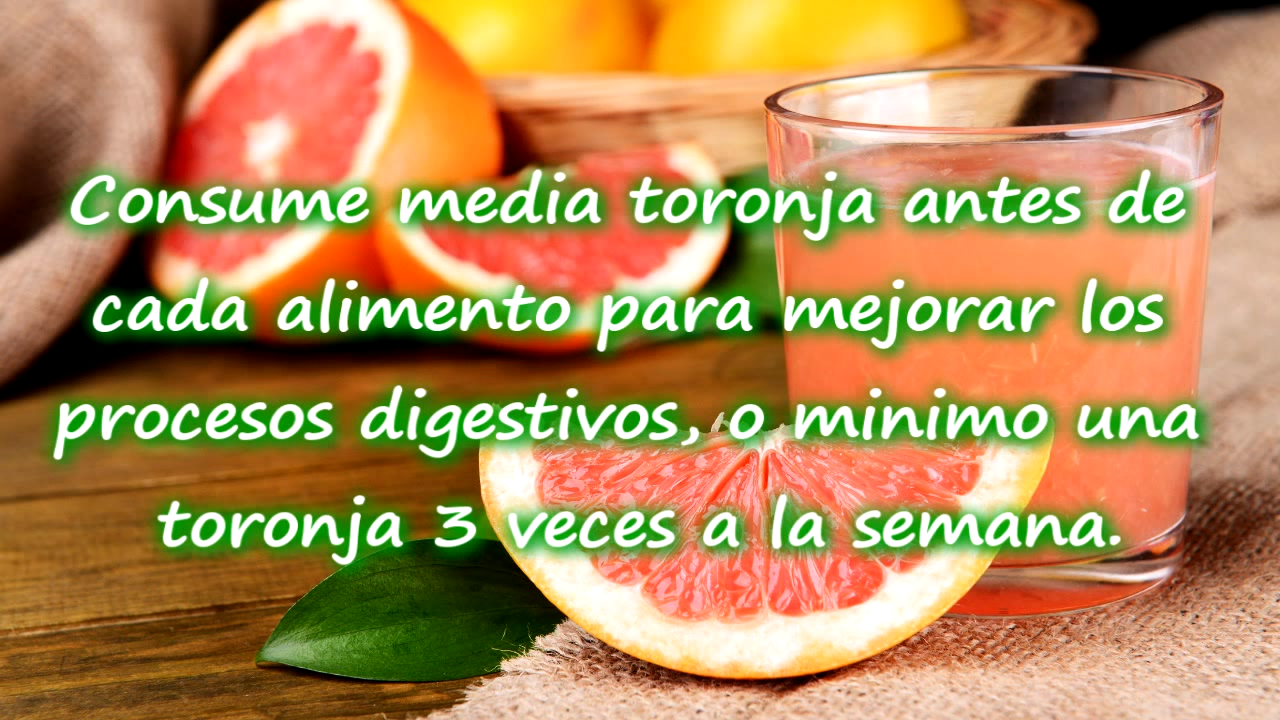 Consume media toronja antes de
cada alimento para mejorar los
procesos digestivos, o minimo una
toronja 3 veces a la semana.